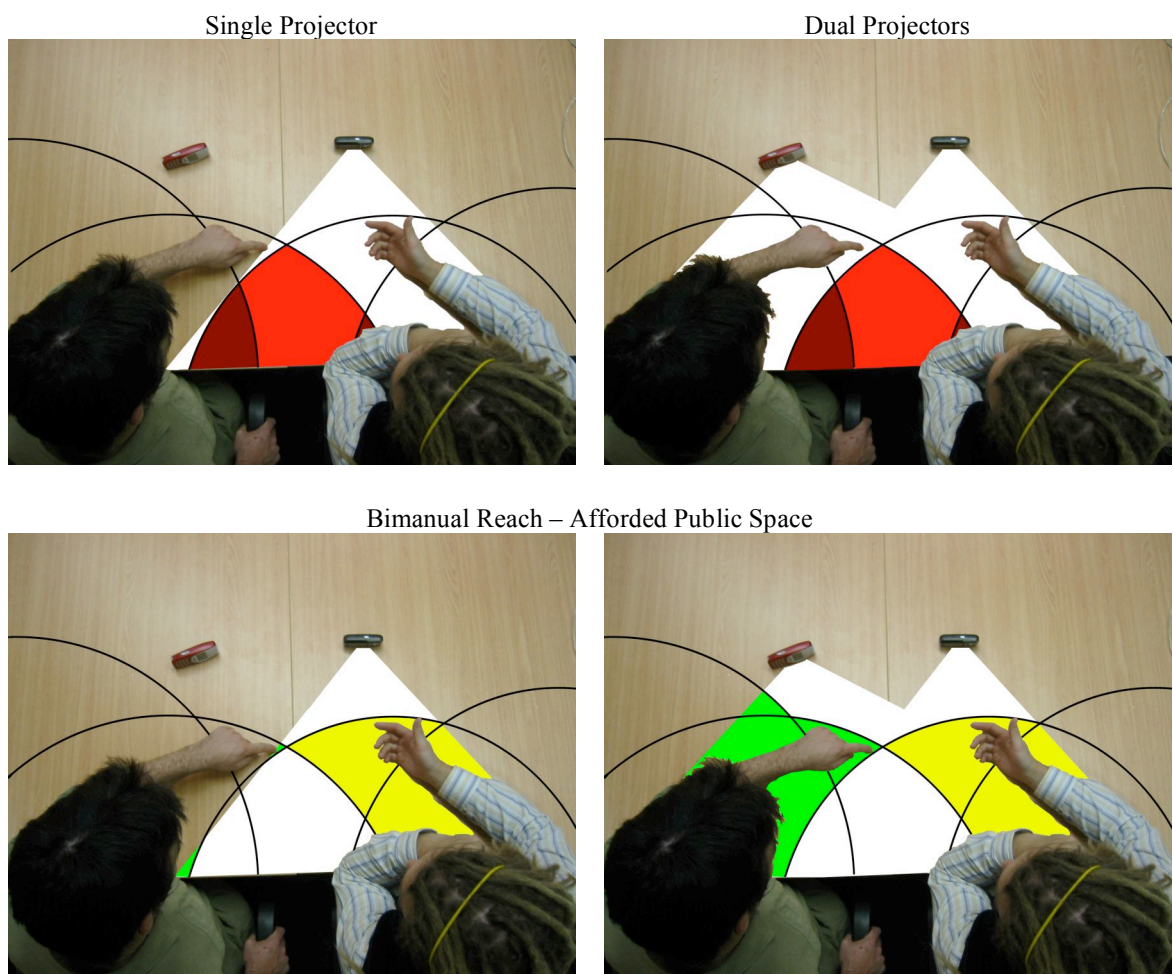 Single Projector
Dual Projectors
Bimanual Reach – Afforded Public Space